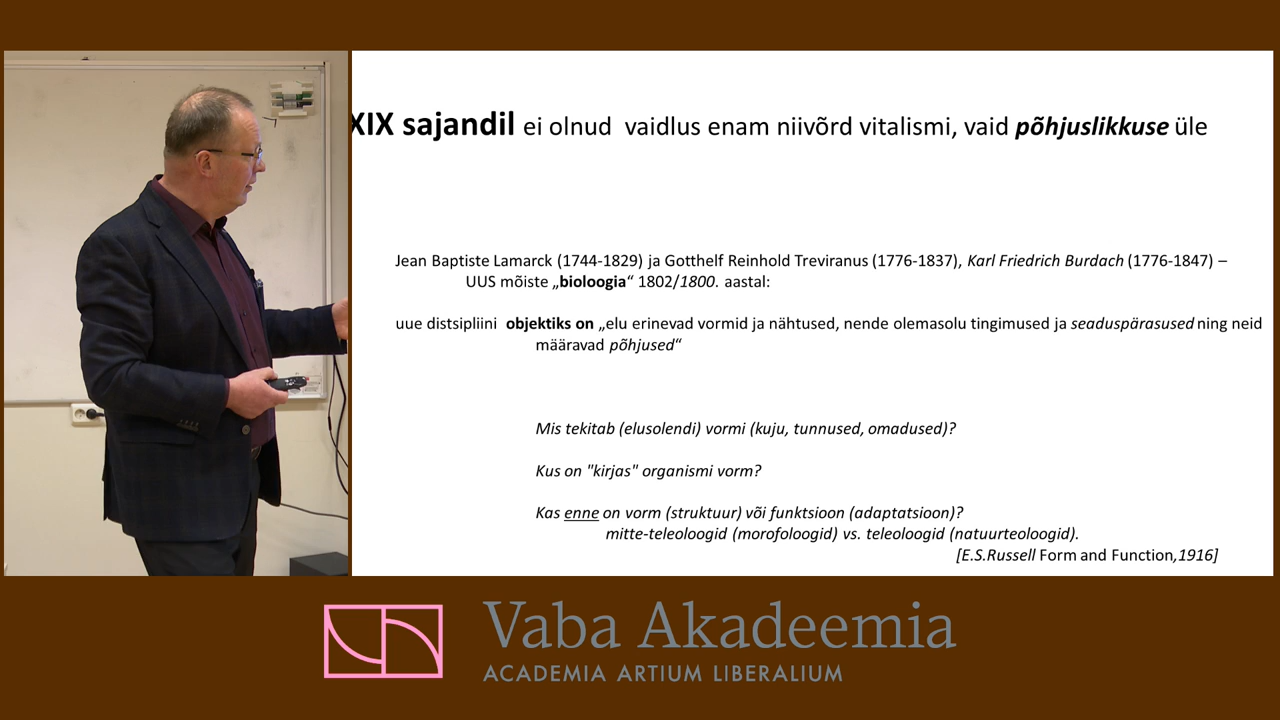 XIX sajandil ei olnud vaidlus enam niivõrd vitalismi, vaid põhjuslikkuse üle
Jean Baptiste Lamarck (1744-1829) ja Gotthelf Reinhold Treviranus (1776-1837), Karl Friedrich Burdach (1776-1847) –
UUS mõiste „bioloogia“ 1802/1800. aastal:
uue distsipliini objektiks on „elu erinevad vormid ja nähtused, nende olemasolu tingimused ja seaduspärasused ning neid
määravad põhjused“
Mis tekitab (elusolendi) vormi (kuju, tunnused, omadused)?
Kus on "kirjas" organismi vorm?
Kas enne on vorm (struktuur) või funktsioon (adaptatsioon)?
mitte-teleoloogid (morofoloogid) vs. teleoloogid (natuurteoloogid).
[E.S.Russell Form and Function,1916]
Vaba Akadeemia
ACADEMIA ARTIUM LIBERALIUM